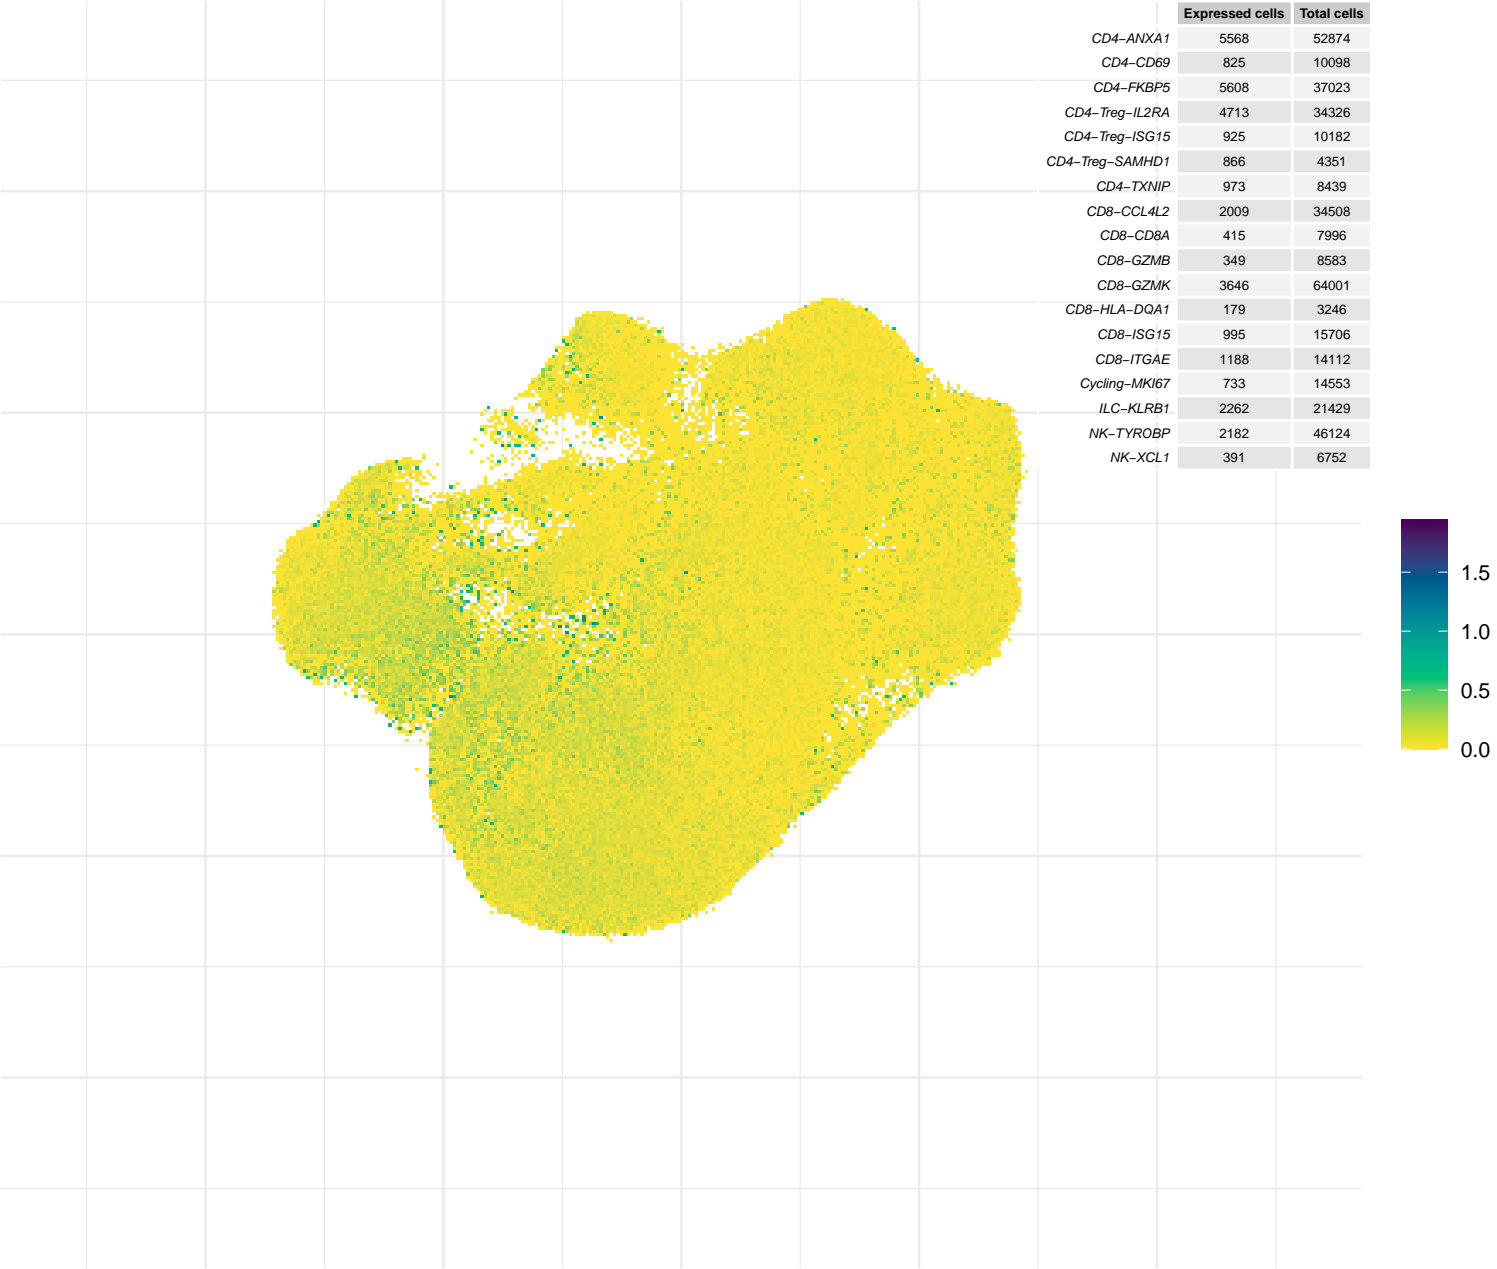 Expressed cells Total cells
CD4−ANXA1 5568 52874
CD4−CD69 825 10098
CD4−FKBP5 5608 37023
CD4−Treg−IL2RA 4713 34326
CD4−Treg−ISG15 925 10182
CD4−Treg−SAMHD1 866 4351
CD4−TXNIP 973 8439
CD8−CCL4L2 2009 34508
CD8−CD8A 415 7996
CD8−GZMB 349 8583
CD8−GZMK 3646 64001
CD8−HLA−DQA1 179 3246
CD8−ISG15 995 15706
CD8−ITGAE 1188 14112
Cycling−MKI67 733 14553
ILC−KLRB1 2262 21429
NK−TYROBP 2182 46124
NK−XCL1 391 6752
1.5
1.0
0.5
0.0